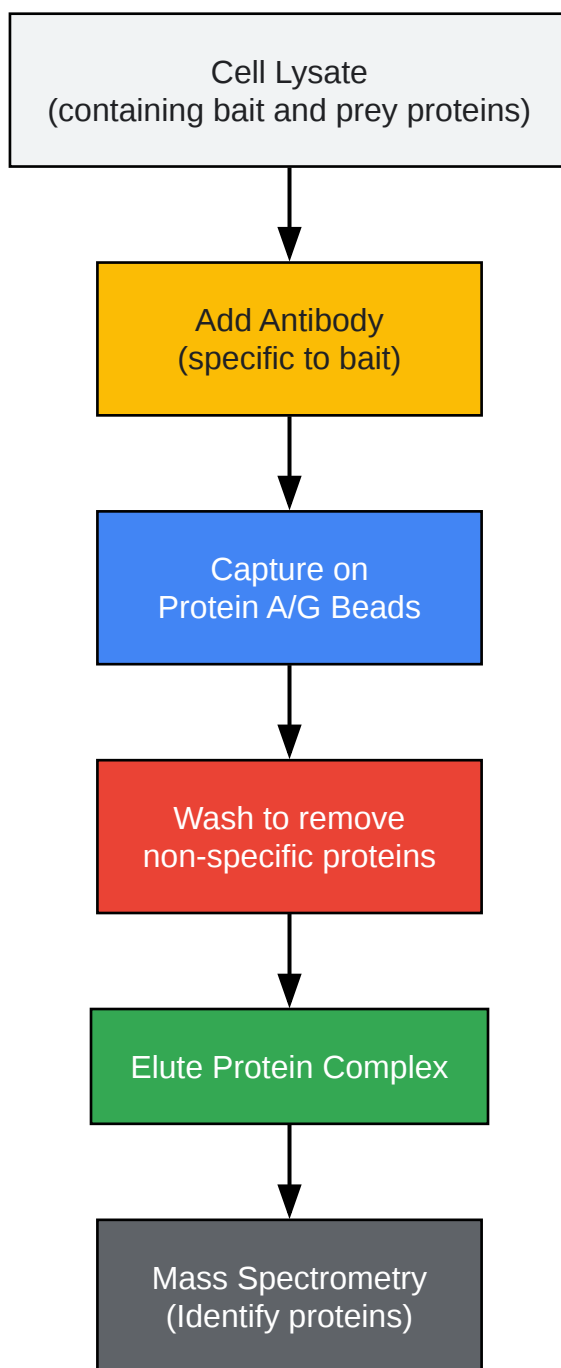 Cell Lysate
(containing bait and prey proteins)
Add Antibody
(specific to bait)
Capture on
Protein A/G Beads
Wash to remove
non-specific proteins
Elute Protein Complex
Mass Spectrometry
(Identify proteins)